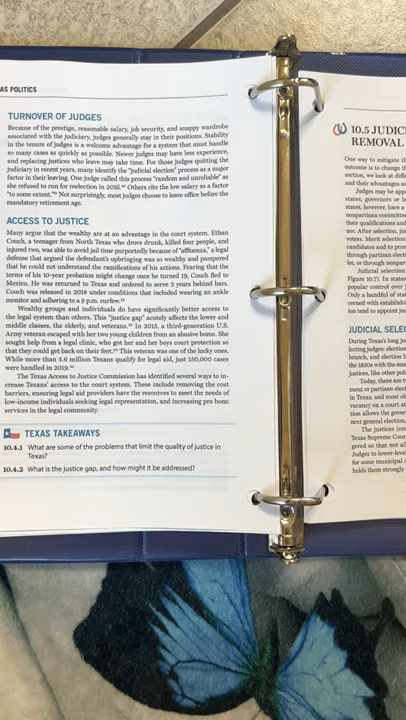 AS POLITICS
TURNOVER OF JUDGES
Because of the prestige, reasonable salary, job security, and snappy wardrobe
associated with the judiciary, judges generally stay in their positions. Stability
in the tenure of judges is a welcome advantage for a system that must handle
so many cases as quickly as possible. Newer judges may have less experience,
and replacing justices who leave may take time. For those judges quitting the
judiciary in recent years, many identify the "judicial election" process as a major
factor in their leaving. One judge called this process "random and unreliable" as
she refused to run for reelection in 2016. Others cite the low salary as a factor
"to some extent." Not surprisingly, most judges choose to leave office before the
mandatory retirement age.
ACCESS TO JUSTICE
Many argue that the wealthy are at an advantage in the court system. Ethan
Couch, a teenager from North Texas who drove drunk, killed four people, and
injured two, was able to avoid jail time purportedly because of "affluenza," a legal
defense that argued the defendant's upbringing was so wealthy and pampered
that he could not understand the ramifications of his actions. Fearing that the
terms of his 10-year probation might change once he turned 19, Couch fled to
Mexico. He was returned to Texas and ordered to serve 2 years behind bars.
Couch was released in 2018 under conditions that included wearing an ankle
monitor and adhering to a 9 p.m. curfew.
Wealthy groups and individuals do have significantly better access to
the legal system than others. This "justice gap" acutely affects the lower and
middle classes, the elderly, and veterans. In 2015, a third-generation U.S.
Army veteran escaped with her two young children from an abusive home. She
sought help from a legal clinic, who got her and her boys court protection so
that they could get back on their feet. This veteran was one of the lucky ones.
While more than 5.6 million Texans qualify for legal aid, just 150,000 cases
were handled in 2019.
The Texas Access to Justice Commission has identified several ways to in-
crease Texans' access to the court system. These include removing the cost
barriers, ensuring legal aid providers have the resources to meet the needs of
low-income individuals seeking legal representation, and increasing pro bono
services in the legal community.
TEXAS TAKEAWAYS
10.4.1 What are some of the problems that limit the quality of justice in
Texas?
10.4.2 What is the justice gap, and how might it be addressed?
10.5 JUDIC
REMOVAL
One way to mitigate th
outcome is to change th
section, we look at diffe
and their advantages an
Judges may be app
states, governors or le
states, however, have a
nonpartisan committee
their qualifications and
nor. After selection, jus
voters. Merit selection
candidates and to pron
through partisan elect
lot, or through nonpar
Judicial selection
Figure 10.7). In states
popular control over j
Only a handful of stat
cerned with establishi
ion tend to appoint jud
JUDICIAL SELEC
During Texas's long jo
lecting judges: election
branch, and election b
the 1870s with the ena
justices, like other pub
Today, there are t
ment or partisan elect
in Texas, and most ob
vacancy on a court at
tion allows the gover
next general election,
The justices (cou
Texas Supreme Cour
gered so that not all
Judges to lower-level
for some municipal c
holds them strongly